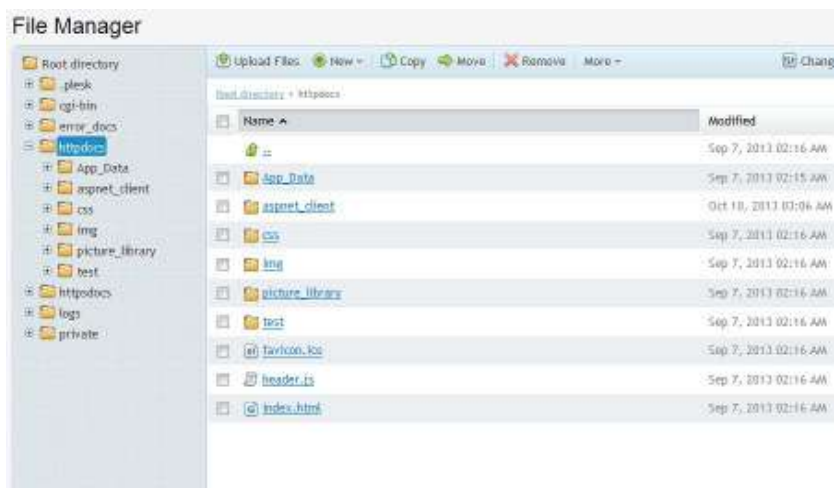 File Manager
Root directory
.plesk
cgi-bin
error_docs
httpdocs
App_Data
aspnet_client
css
img
picture_library
test
httpsdocs
logs
private
Upload Files New Copy Move Remove More Chang
Root directory > httpdocs
Name Modified
.. Sep 7, 2013 02:16 AM
App_Data Sep 7, 2013 02:15 AM
aspnet_client Oct 10, 2013 03:06 AM
css Sep 7, 2013 02:16 AM
img Sep 7, 2013 02:16 AM
picture_library Sep 7, 2013 02:16 AM
test Sep 7, 2013 02:16 AM
favicon.ico Sep 7, 2013 02:16 AM
header.js Sep 7, 2013 02:16 AM
index.html Sep 7, 2013 02:16 AM